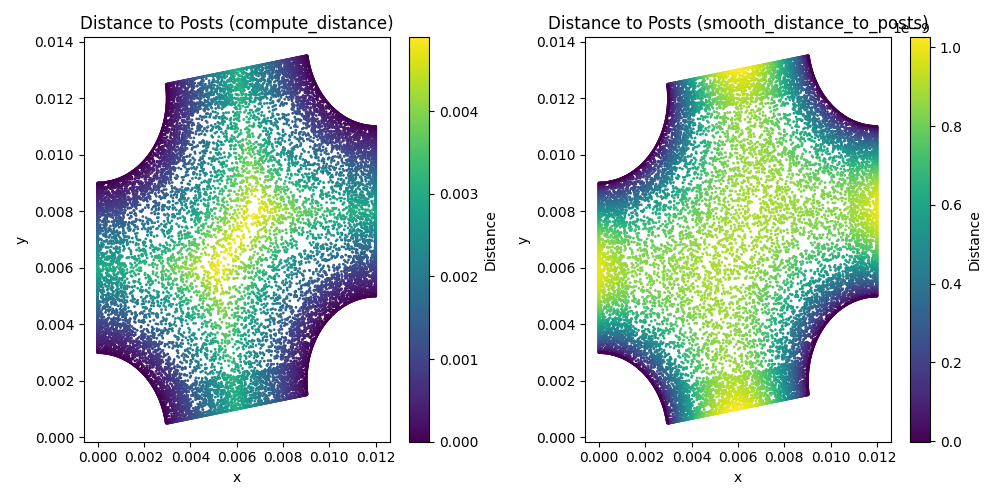 Distance to Posts (compute_distance)
0.014
0.012
0.010
0.008
0.006
0.004
0.002
0.000
y
0.000 0.002 0.004 0.006 0.008 0.010 0.012
x
0.004
0.003
0.002
0.001
0.000
Distance
Distance to Posts (smooth_distance_to_posts)
1e−9
0.014
0.012
0.010
0.008
0.006
0.004
0.002
0.000
y
0.000 0.002 0.004 0.006 0.008 0.010 0.012
x
1.0
0.8
0.6
0.4
0.2
0.0
Distance